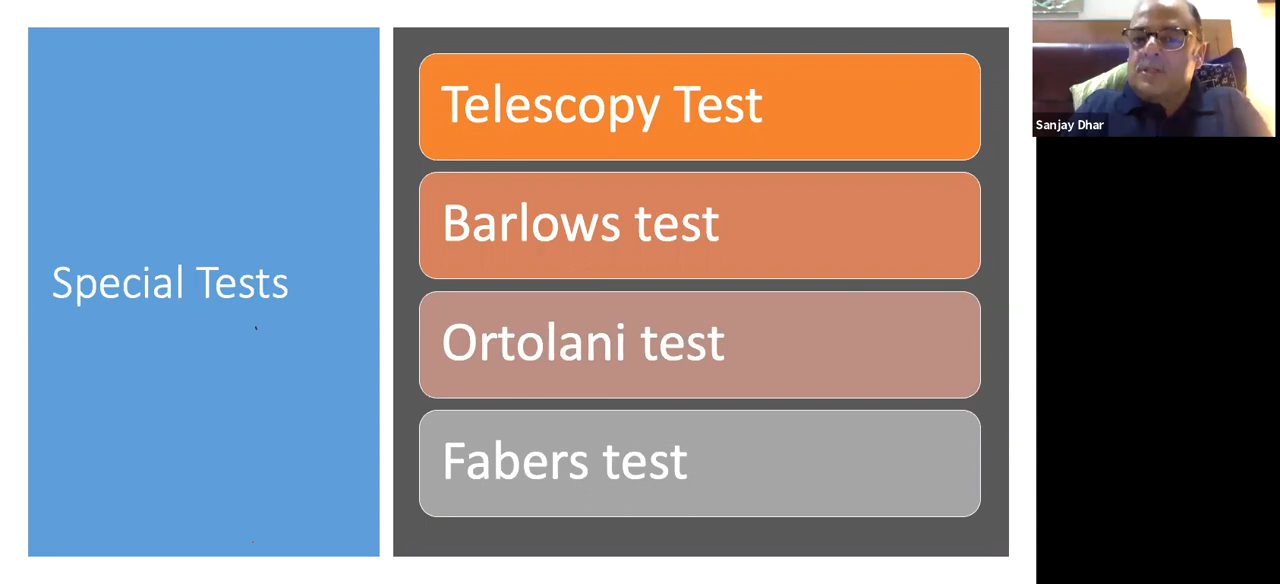 Special Tests
Telescopy Test
Barlows test
Ortolani test
Fabers test
Sanjay Dhar